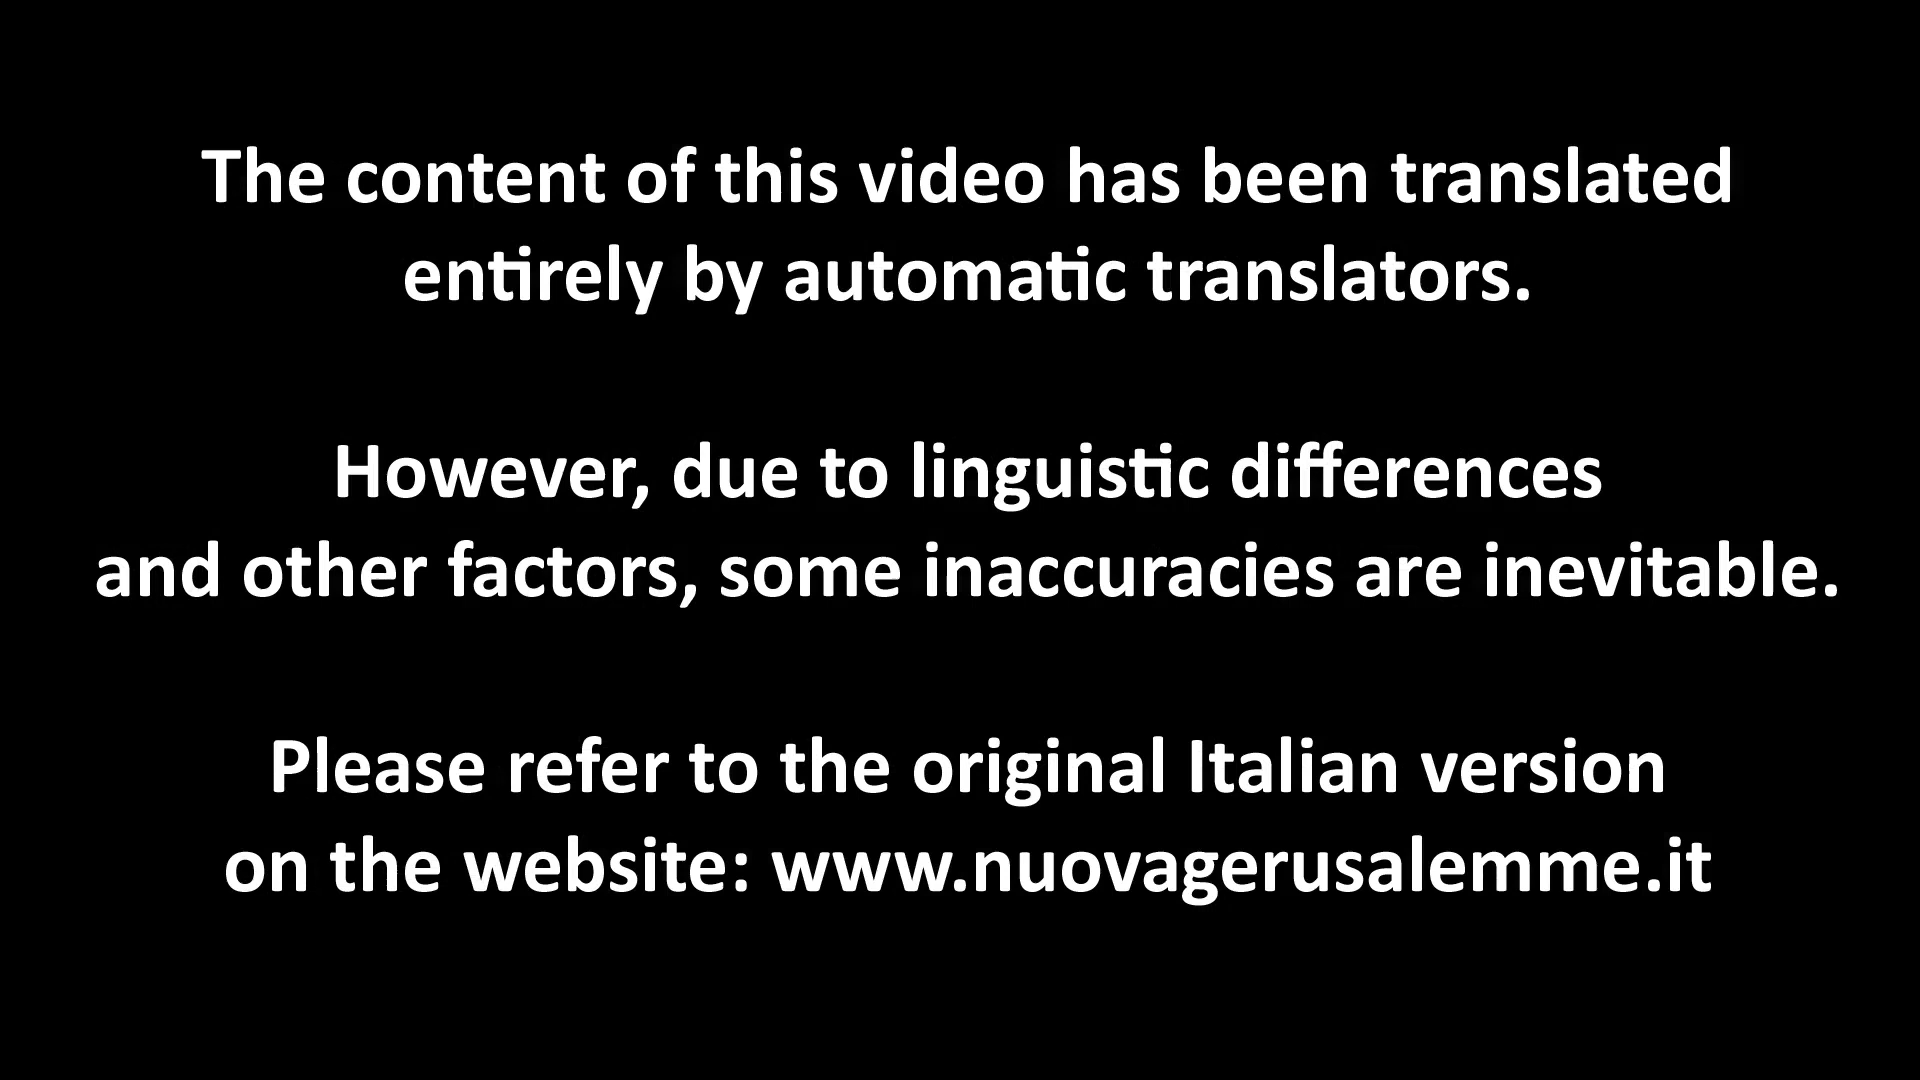 The content of this video has been translated
entirely by automatic translators.
However, due to linguistic differences
and other factors, some inaccuracies are inevitable.
Please refer to the original Italian version
on the website: www.nuovagerusalemme.it